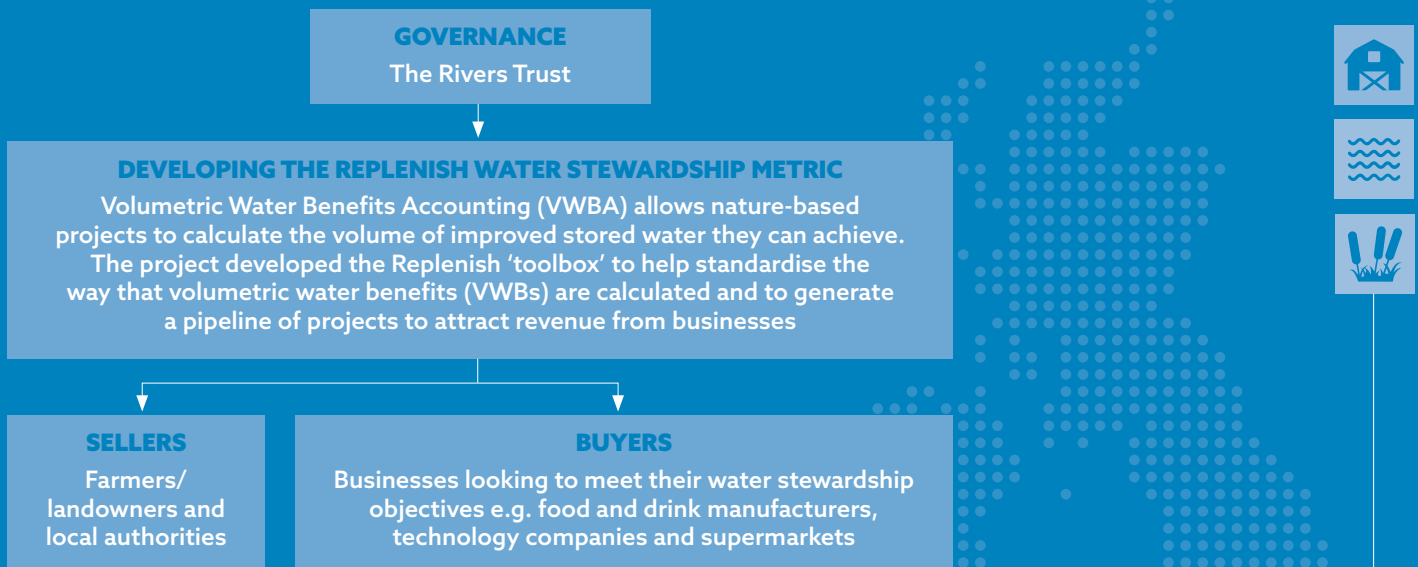 GOVERNANCE
The Rivers Trust
DEVELOPING THE REPLENISH WATER STEWARDSHIP METRIC
Volumetric Water Benefits Accounting (VWBA) allows nature-based
projects to calculate the volume of improved stored water they can achieve.
The project developed the Replenish ‘toolbox’ to help standardise the
way that volumetric water benefits (VWBs) are calculated and to generate
a pipeline of projects to attract revenue from businesses
SELLERS
Farmers/
landowners and
local authorities
BUYERS
Businesses looking to meet their water stewardship
objectives e.g. food and drink manufacturers,
technology companies and supermarkets